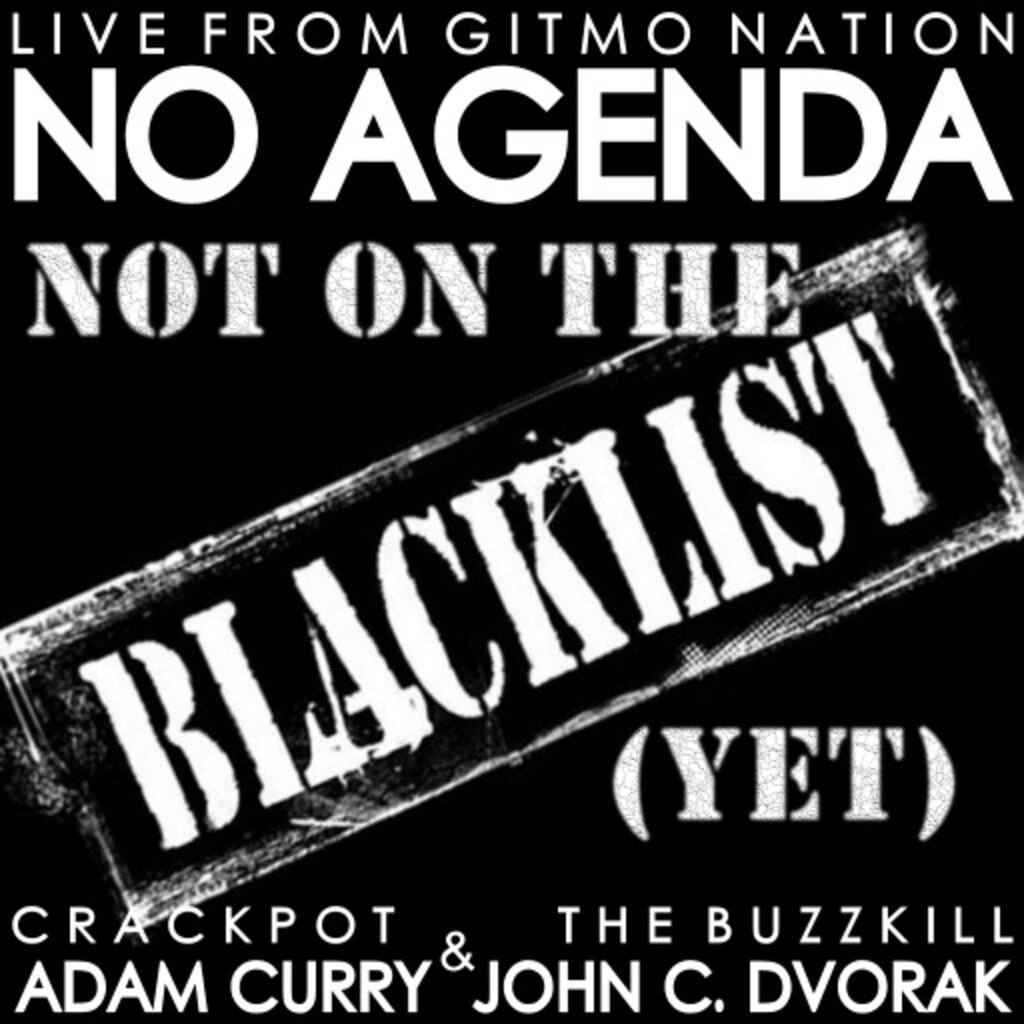 LIVE FROM GITMO NATION
NO AGENDA
NOT ON THE
BLACKLIST
(YET)
CRACKPOT & THE BUZZKILL
ADAM CURRY JOHN C. DVORAK